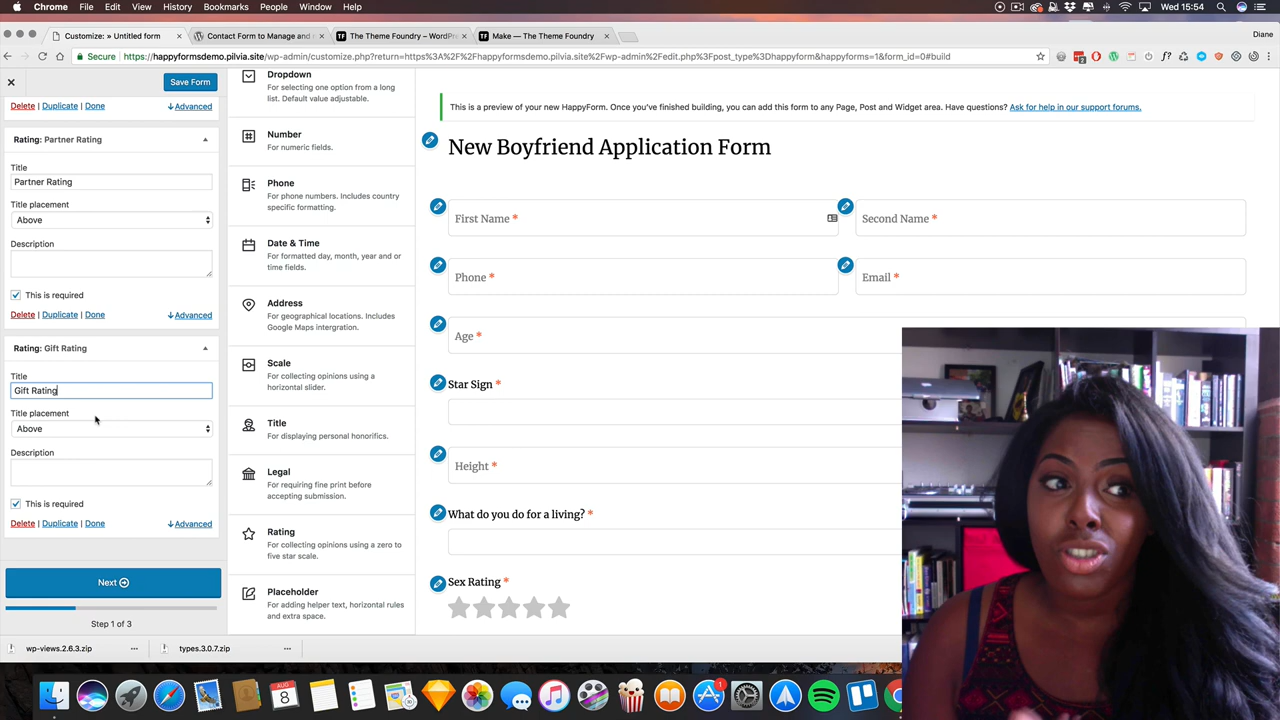 Chrome File Edit View History Bookmarks People Window Help
Wed 15:54
Customize: » Untitled form
Contact Form to Manage and a
The Theme Foundry – WordPre
Make — The Theme Foundry
Diane
Secure https://happyformsdemo.pilvia.site/wp-admin/customize.php?return=https%3A%2F%2Fhappyformsdemo.pilvia.site%2Fwp-admin%2Fedit.php%3Fpost_type%3Dhappyform&happyforms=1&form_id=0#build
Save Form
Delete | Duplicate | Done
Advanced
Rating: Partner Rating
Title
Partner Rating
Title placement
Above
Description
This is required
Delete | Duplicate | Done
Advanced
Rating: Gift Rating
Title
Gift Rating
Title placement
Above
Description
This is required
Delete | Duplicate | Done
Advanced
Next
Step 1 of 3
Dropdown
For selecting one option from a long
list. Default value adjustable.
Number
For numeric fields.
Phone
For phone numbers. Includes country
specific formatting.
Date & Time
For formatted day, month, year and or
time fields.
Address
For geographical locations. Includes
Google Maps intergration.
Scale
For collecting opinions using a
horizontal slider.
Title
For displaying personal honorifics.
Legal
For requiring fine print before
accepting submission.
Rating
For collecting opinions using a zero to
five star scale.
Placeholder
For adding helper text, horizontal rules
and extra space.
This is a preview of your new HappyForm. Once you've finished building, you can add this form to any Page, Post and Widget area. Have questions? Ask for help in our support forums.
New Boyfriend Application Form
First Name *
Second Name *
Phone *
Email *
Age *
Star Sign *
Height *
What do you do for a living? *
Sex Rating *
wp-views.2.6.3.zip
types.3.0.7.zip
AUG
8
1